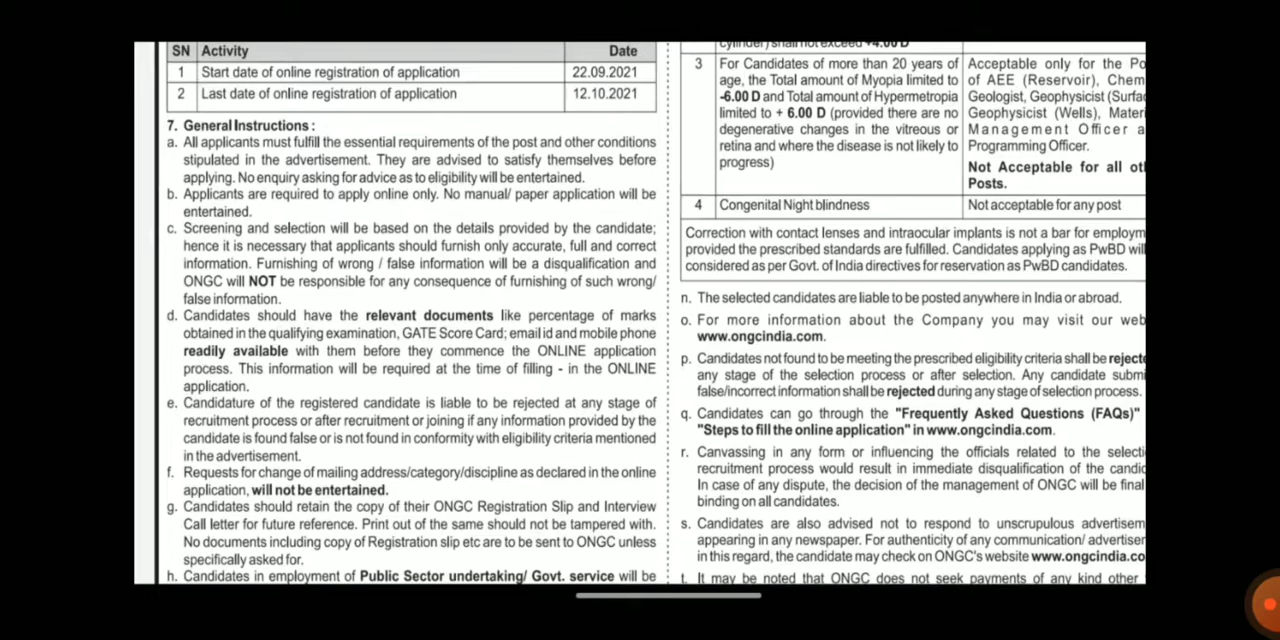 SN Activity Date
1 Start date of online registration of application 22.09.2021
2 Last date of online registration of application 12.10.2021
7. General Instructions :
a. All applicants must fulfill the essential requirements of the post and other conditions
stipulated in the advertisement. They are advised to satisfy themselves before
applying. No enquiry asking for advice as to eligibility will be entertained.
b. Applicants are required to apply online only. No manual/ paper application will be
entertained.
c. Screening and selection will be based on the details provided by the candidate;
hence it is necessary that applicants should furnish only accurate, full and correct
information. Furnishing of wrong / false information will be a disqualification and
ONGC will NOT be responsible for any consequence of furnishing of such wrong/
false information.
d. Candidates should have the relevant documents like percentage of marks
obtained in the qualifying examination, GATE Score Card; email id and mobile phone
readily available with them before they commence the ONLINE application
process. This information will be required at the time of filling - in the ONLINE
application.
e. Candidature of the registered candidate is liable to be rejected at any stage of
recruitment process or after recruitment or joining if any information provided by the
candidate is found false or is not found in conformity with eligibility criteria mentioned
in the advertisement.
f. Requests for change of mailing address/category/discipline as declared in the online
application, will not be entertained.
g. Candidates should retain the copy of their ONGC Registration Slip and Interview
Call letter for future reference. Print out of the same should not be tampered with.
No documents including copy of Registration slip etc are to be sent to ONGC unless
specifically asked for.
h. Candidates in employment of Public Sector undertaking/ Govt. service will be
cylinder) shall not exceed +4.00 D
3 For Candidates of more than 20 years of Acceptable only for the Po
age, the Total amount of Myopia limited to of AEE (Reservoir), Chem
-6.00 D and Total amount of Hypermetropia Geologist, Geophysicist (Surfa
limited to + 6.00 D (provided there are no Geophysicist (Wells), Materi
degenerative changes in the vitreous or Management Officer a
retina and where the disease is not likely to Programming Officer.
progress) Not Acceptable for all ot
Posts.
4 Congenital Night blindness Not acceptable for any post
Correction with contact lenses and intraocular implants is not a bar for employm
provided the prescribed standards are fulfilled. Candidates applying as PwBD will
considered as per Govt. of India directives for reservation as PwBD candidates.
n. The selected candidates are liable to be posted anywhere in India or abroad.
o. For more information about the Company you may visit our web
www.ongcindia.com.
p. Candidates not found to be meeting the prescribed eligibility criteria shall be rejecte
any stage of the selection process or after selection. Any candidate submi
false/incorrect information shall be rejected during any stage of selection process.
q. Candidates can go through the "Frequently Asked Questions (FAQs)"
"Steps to fill the online application" in www.ongcindia.com.
r. Canvassing in any form or influencing the officials related to the selecti
recruitment process would result in immediate disqualification of the candic
In case of any dispute, the decision of the management of ONGC will be final
binding on all candidates.
s. Candidates are also advised not to respond to unscrupulous advertisem
appearing in any newspaper. For authenticity of any communication/ advertiser
in this regard, the candidate may check on ONGC's website www.ongcindia.co
t. It may be noted that ONGC does not seek payments of any kind other